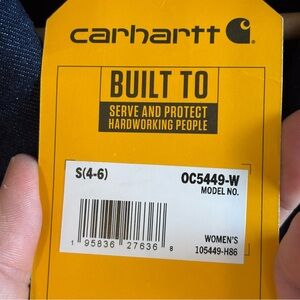 carhartt
BUILT TO
SERVE AND PROTECT
HARDWORKING PEOPLE
S(4-6)
OC5449-W
MODEL NO.
1 95836 27636 8
WOMEN'S
105449-H86